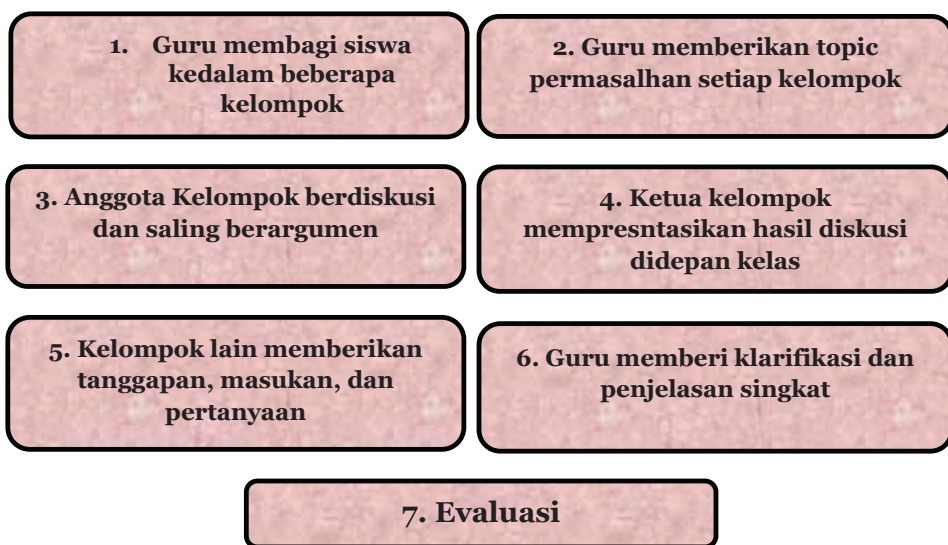 1. Guru membagi siswa
kedalam beberapa
kelompok
2. Guru memberikan topic
permasalhan setiap kelompok
3. Anggota Kelompok berdiskusi
dan saling berargumen
4. Ketua kelompok
mempresntasikan hasil diskusi
didepan kelas
5. Kelompok lain memberikan
tanggapan, masukan, dan
pertanyaan
6. Guru memberi klarifikasi dan
penjelasan singkat
7. Evaluasi